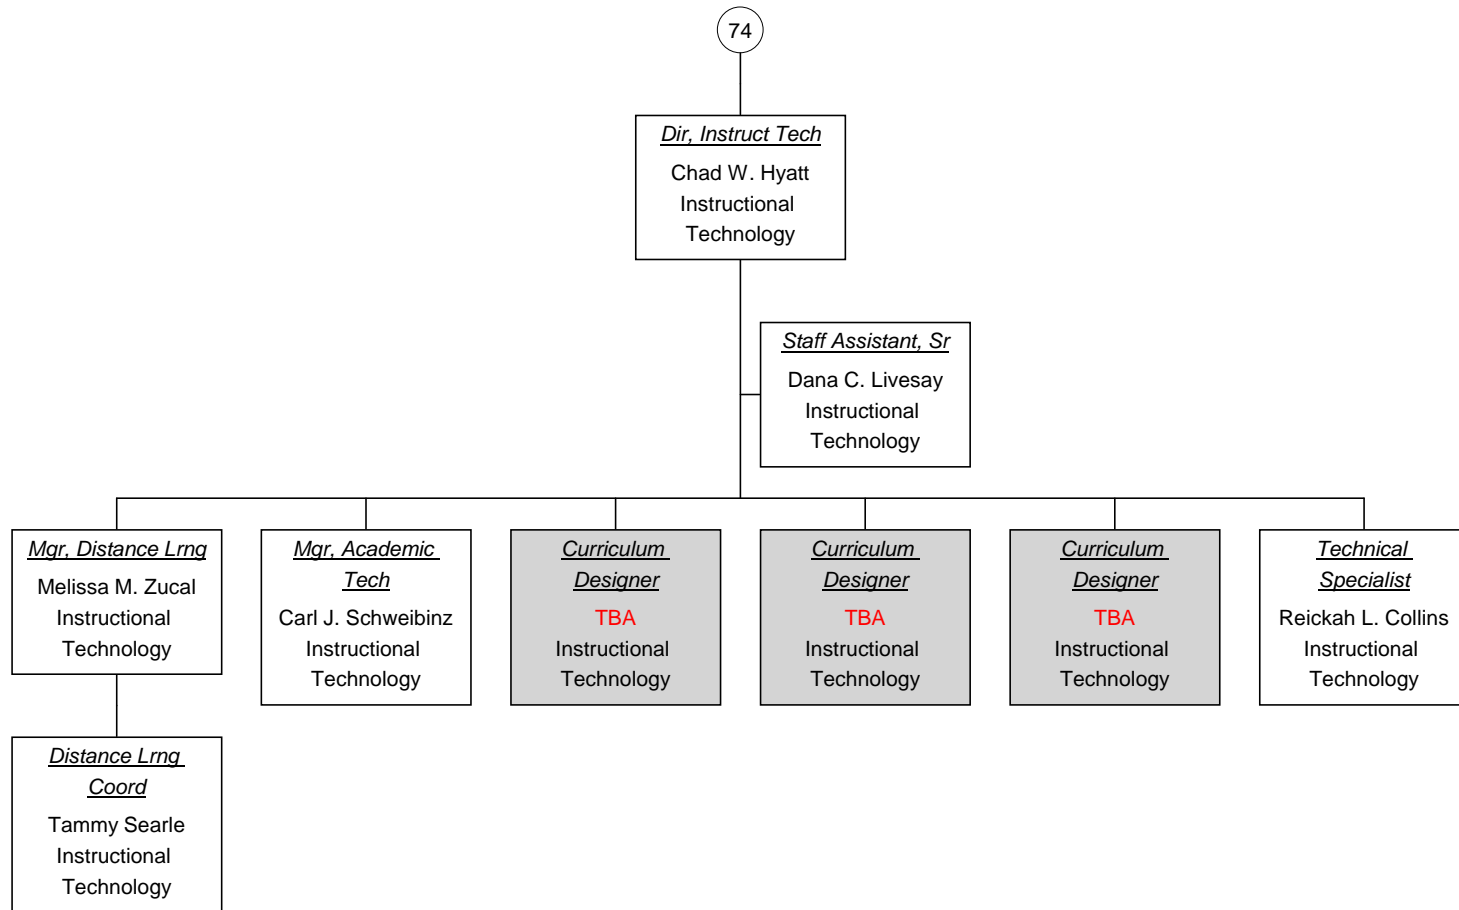 74
Dir, Instruct Tech
Chad W. Hyatt
Instructional
Technology
Staff Assistant, Sr
Dana C. Livesay
Instructional
Technology
Mgr, Distance Lrng
Melissa M. Zucal
Instructional
Technology
Mgr, Academic
Tech
Carl J. Schweibinz
Instructional
Technology
Curriculum
Designer
TBA
Instructional
Technology
Curriculum
Designer
TBA
Instructional
Technology
Curriculum
Designer
TBA
Instructional
Technology
Technical
Specialist
Reickah L. Collins
Instructional
Technology
Distance Lrng
Coord
Tammy Searle
Instructional
Technology